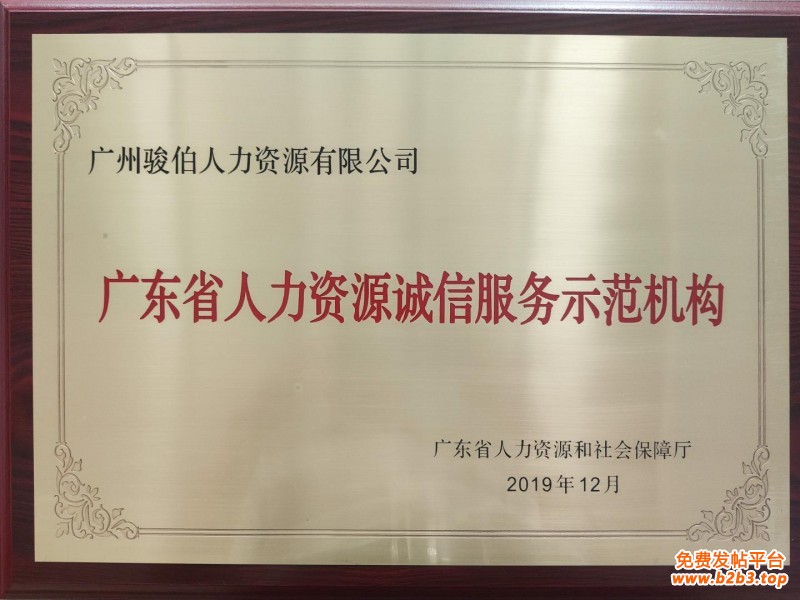 广州骏伯人力资源有限公司
广东省人力资源诚信服务示范机构
广东省人力资源和社会保障厅
2019年12月
免费发帖平台
www.b2b3.top